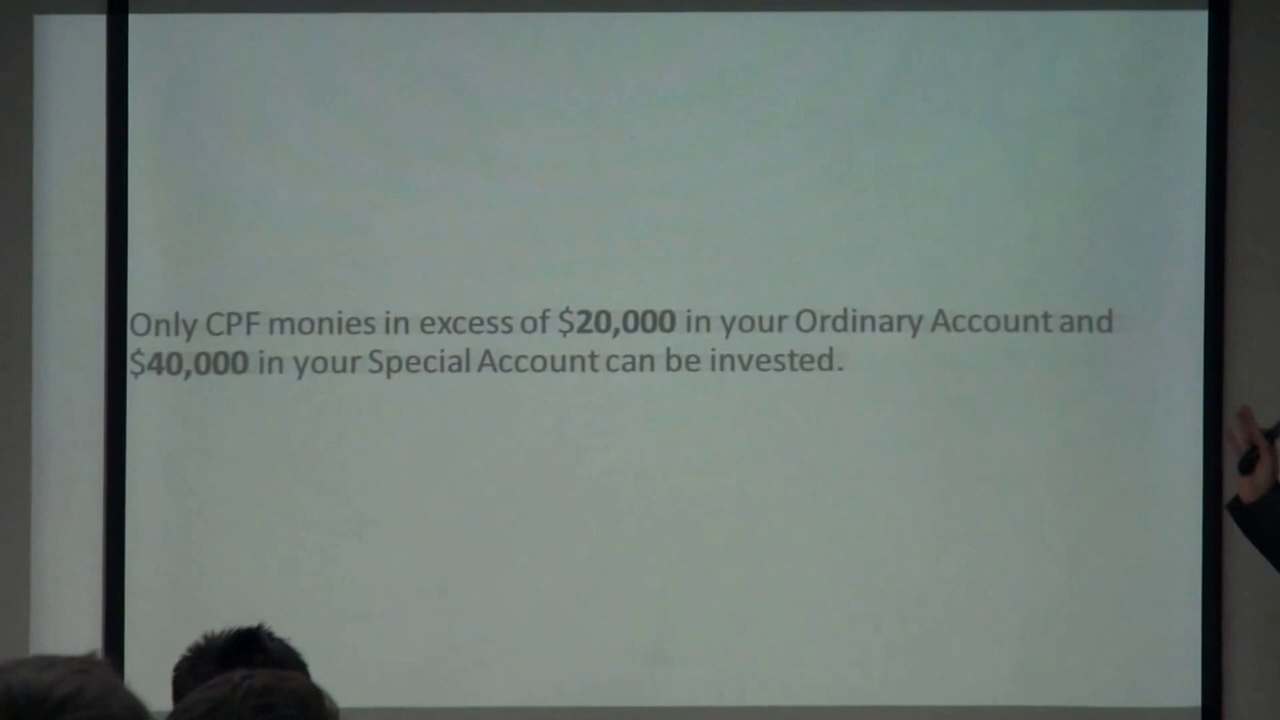 Only CPF monies in excess of $20,000 in your Ordinary Account and
$40,000 in your Special Account can be invested.